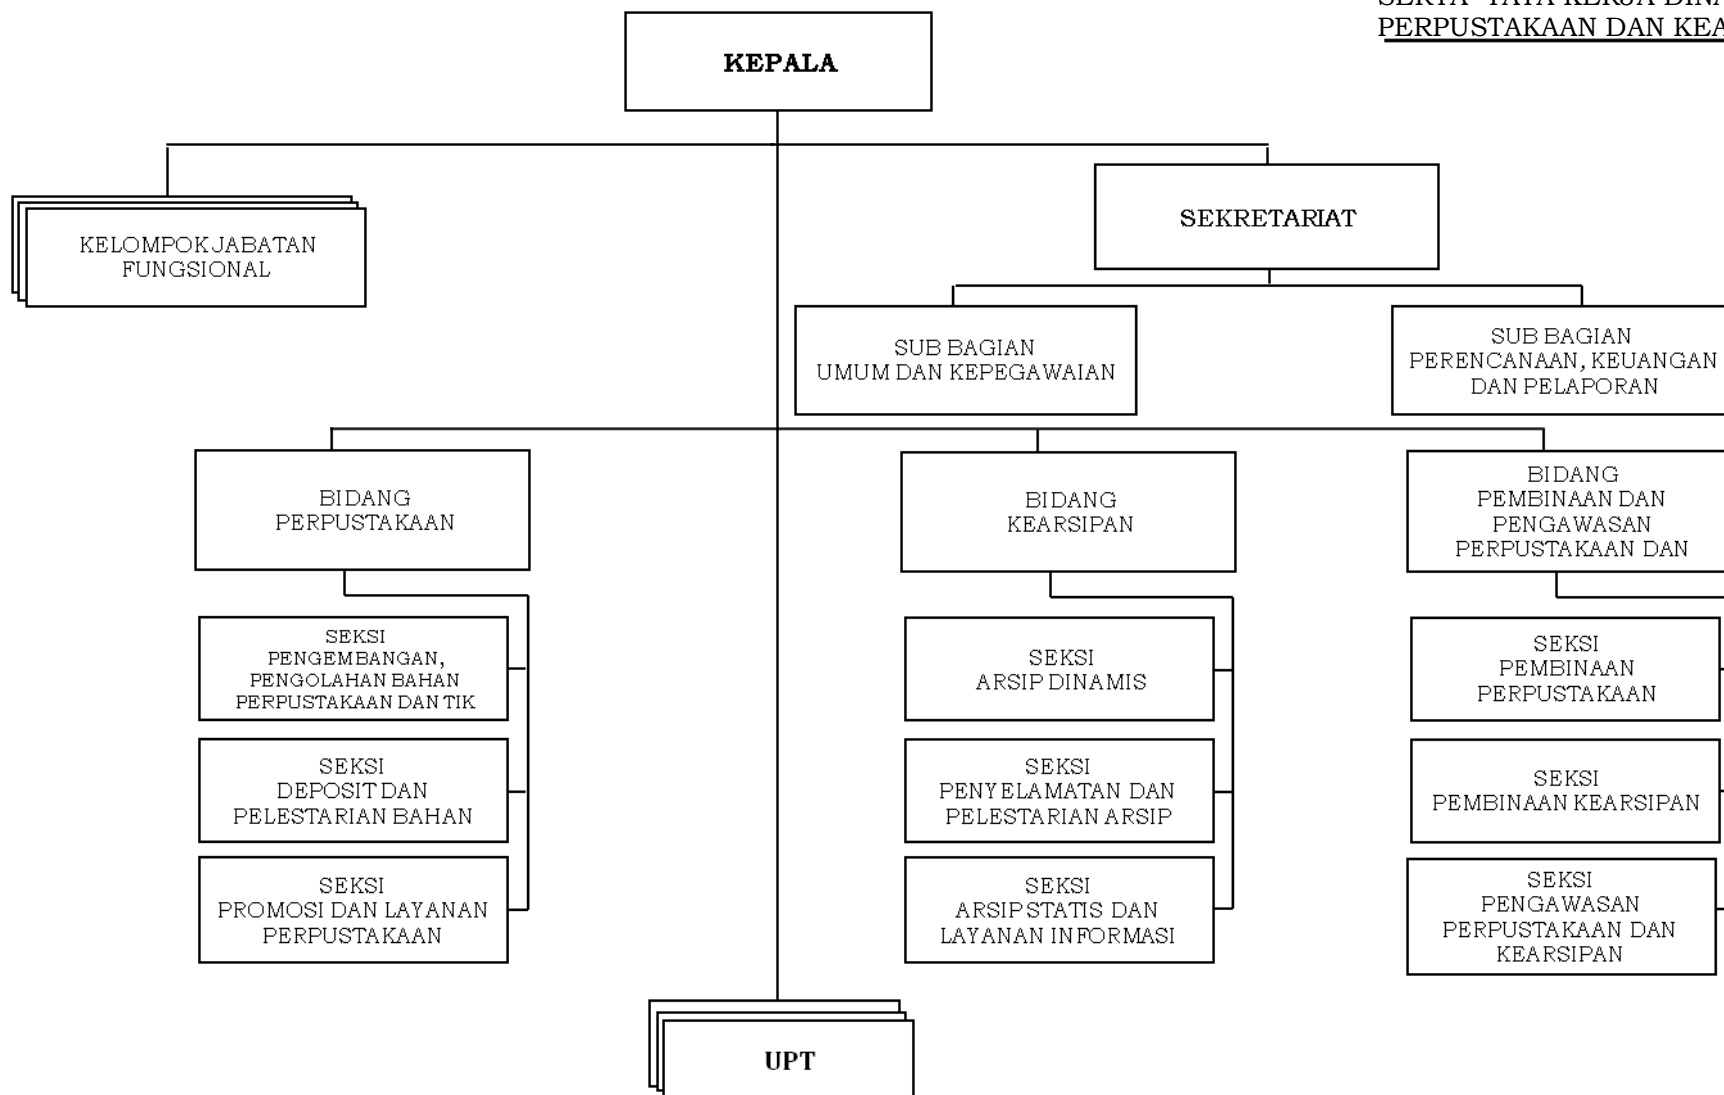 PERPUSTAKAAN DAN KEA
KEPALA
SEKRETARIAT
KELOMPOK JABATAN
FUNGSIONAL
SUB BAGIAN
UMUM DAN KEPEGAWAIAN
SUB BAGIAN
PERENCANAAN, KEUANGAN
DAN PELAPORAN
BIDANG
PERPUSTAKAAN
BIDANG
KEARSIPAN
BIDANG
PEMBINAAN DAN
PENGAWASAN
PERPUSTAKAAN DAN
SEKSI
PENGEMBANGAN,
PENGOLAHAN BAHAN
PERPUSTAKAAN DAN TIK
SEKSI
ARSIP DINAMIS
SEKSI
PEMBINAAN
PERPUSTAKAAN
SEKSI
DEPOSIT DAN
PELESTARIAN BAHAN
SEKSI
PENYELAMATAN DAN
PELESTARIAN ARSIP
SEKSI
PEMBINAAN KEARSIPAN
SEKSI
PROMOSI DAN LAYANAN
PERPUSTAKAAN
SEKSI
ARSIP STATIS DAN
LAYANAN INFORMASI
SEKSI
PENGAWASAN
PERPUSTAKAAN DAN
KEARSIPAN
UPT